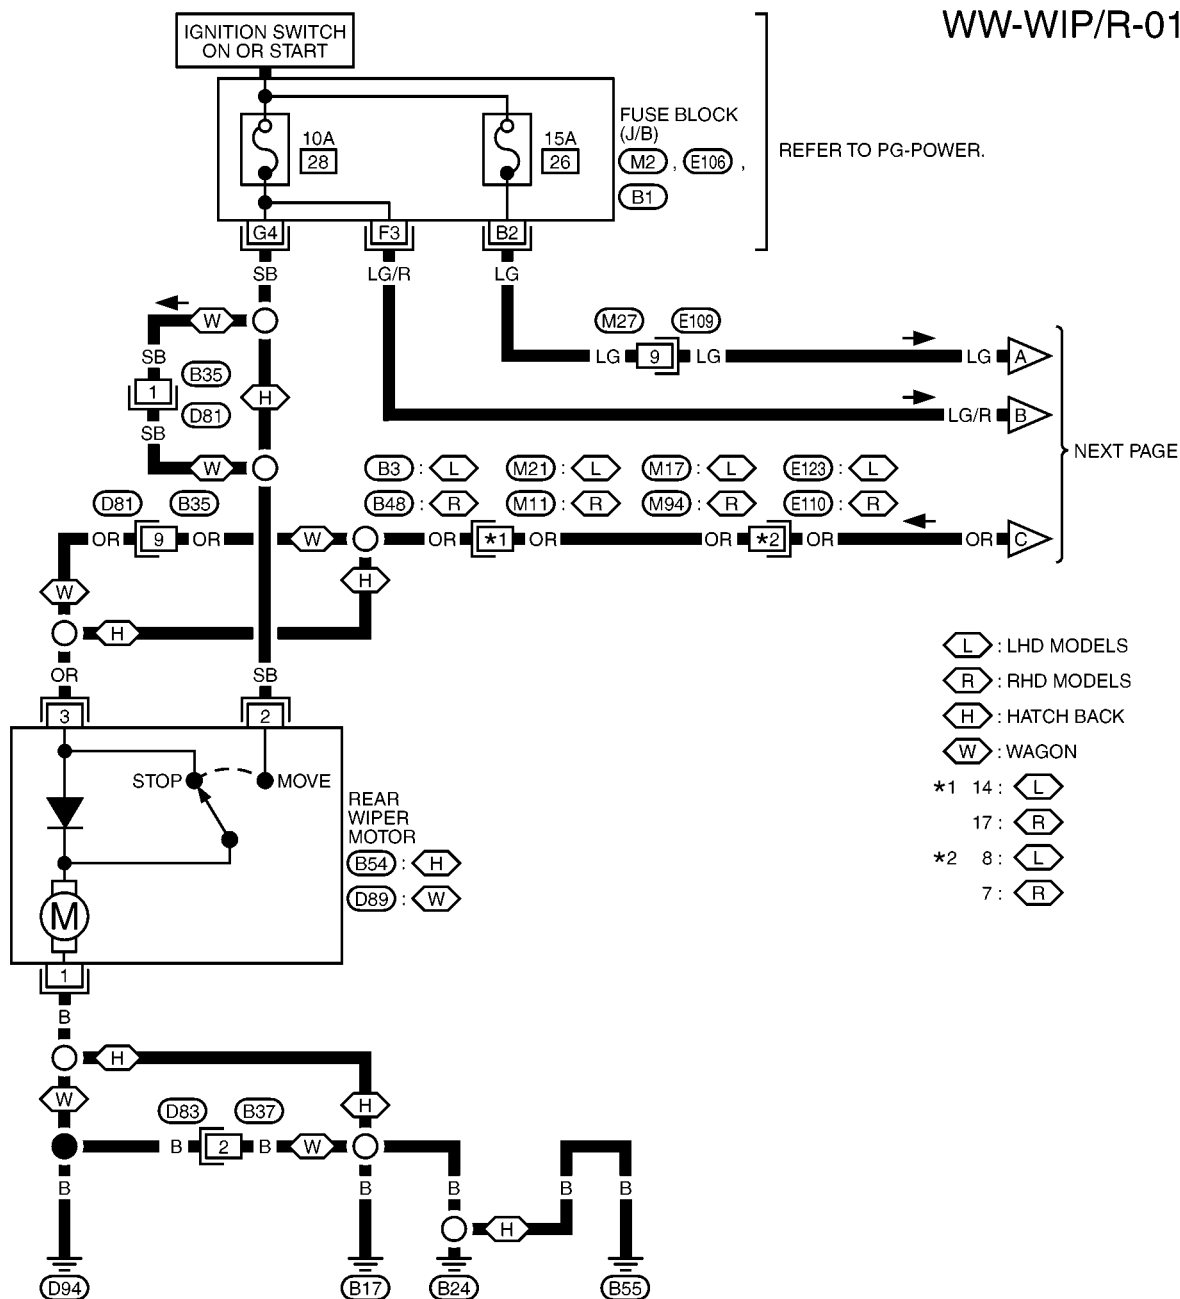 WW-WIP/R-01
IGNITION SWITCH
ON OR START
10A
28
15A
26
FUSE BLOCK
(J/B)
M2 , E106 ,
B1
REFER TO PG-POWER.
G4 F3 B2
SB LG/R LG
W
M27 E109
LG 9 LG LG A
SB
B35
1
H
D81
LG/R B
SB
NEXT PAGE
W
B3 : L M21 : L M17 : L E123 : L
D81 B35
B48 : R M11 : R M94 : R E110 : R
OR 9 OR W OR *1 OR OR *2 OR OR C
W
H
H
OR SB
3 2
L : LHD MODELS
R : RHD MODELS
H : HATCH BACK
W : WAGON
*1 14 : L
17 : R
*2 8 : L
7 : R
STOP MOVE
REAR
WIPER
MOTOR
B54 : H
D89 : W
M
1
B
H
W
H
D83 B37
B 2 B W
B B B B B
H
D94 B17 B24 B55